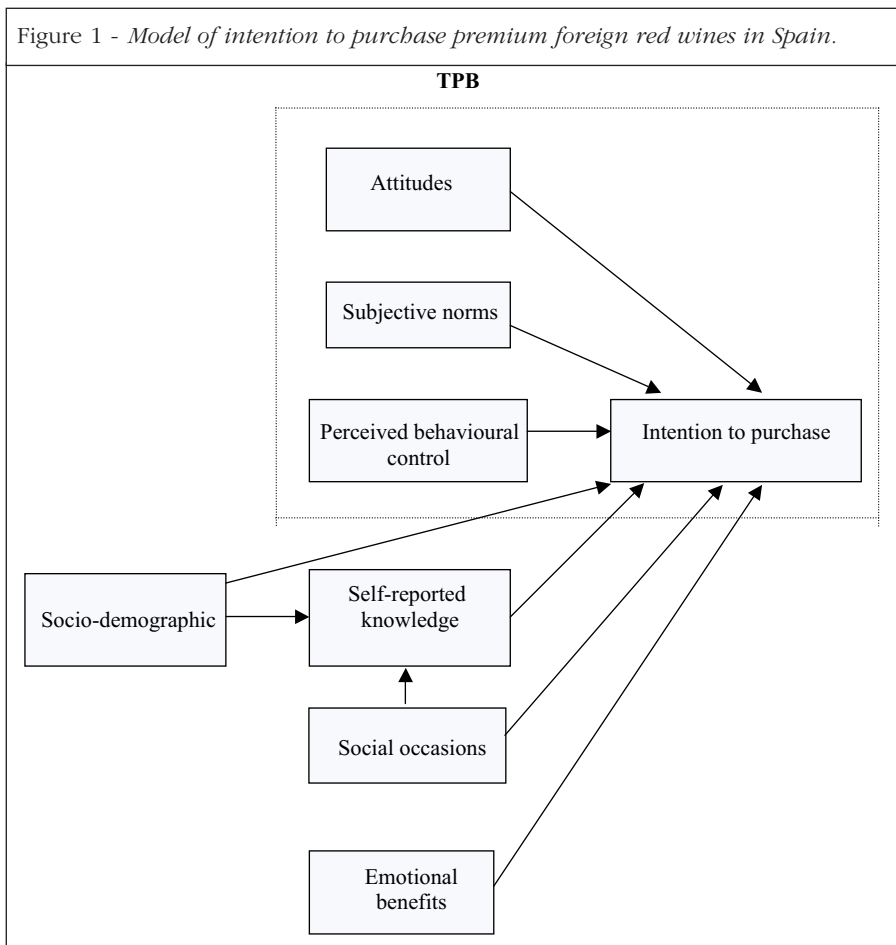 Figure 1 - Model of intention to purchase premium foreign red wines in Spain.
TPB
Attitudes
Subjective norms
Perceived behavioural
control
Intention to purchase
Socio-demographic
Self-reported
knowledge
Social occasions
Emotional
benefits